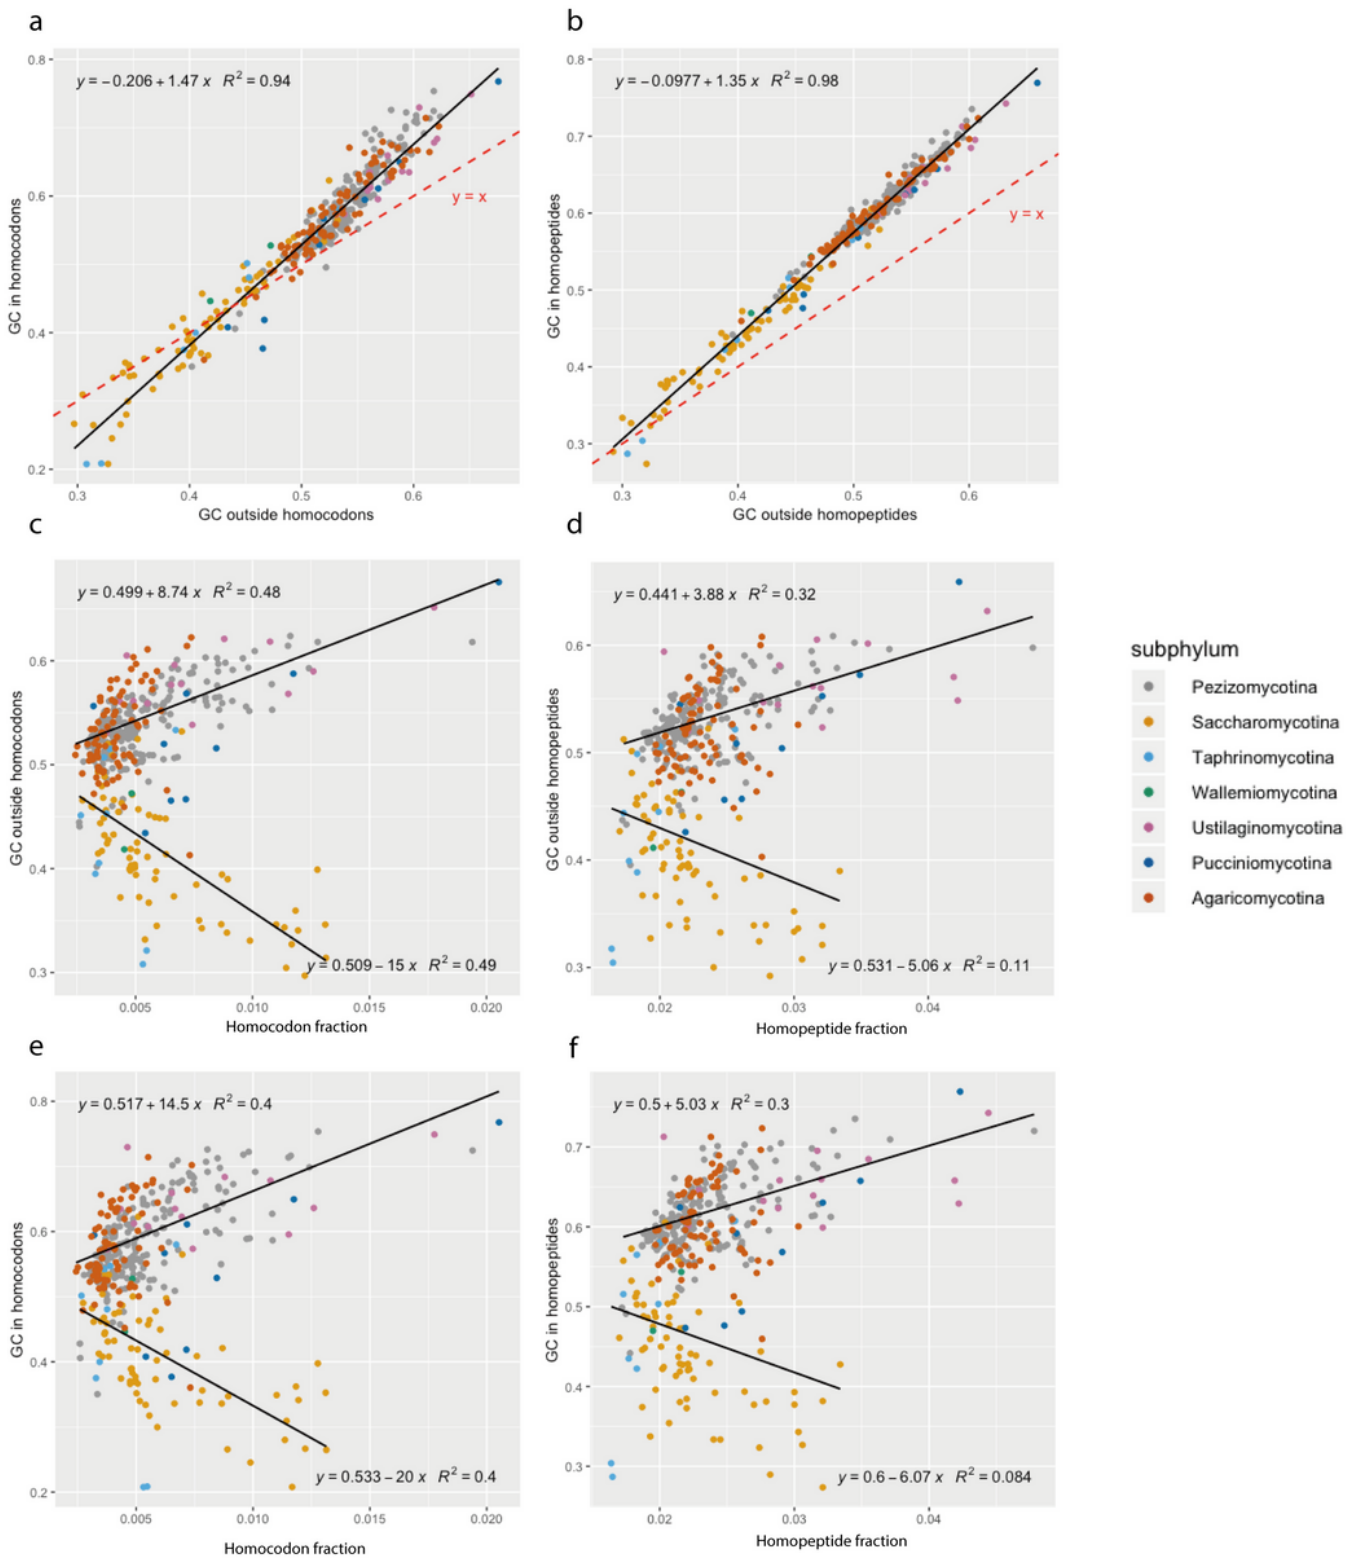 a
b
y = −0.206 + 1.47 x R² = 0.94
y = −0.0977 + 1.35 x R² = 0.98
0.8
0.6
0.4
0.2
GC in homocodons
y = x
0.3
0.4
0.5
0.6
GC outside homocodons
0.8
0.7
0.6
0.5
0.4
0.3
GC in homopeptides
y = x
0.3
0.4
0.5
0.6
GC outside homopeptides
c
d
y = 0.499 + 8.74 x R² = 0.48
y = 0.441 + 3.88 x R² = 0.32
0.6
0.5
0.4
0.3
GC outside homocodons
y = 0.509 − 15 x R² = 0.49
0.005
0.010
0.015
0.020
Homocodon fraction
0.6
0.5
0.4
0.3
GC outside homopeptides
y = 0.531 − 5.06 x R² = 0.11
0.02
0.03
0.04
Homopeptide fraction
subphylum
Pezizomycotina
Saccharomycotina
Taphrinomycotina
Wallemiomycotina
Ustilaginomycotina
Pucciniomycotina
Agaricomycotina
e
f
y = 0.517 + 14.5 x R² = 0.4
y = 0.5 + 5.03 x R² = 0.3
0.8
0.6
0.4
0.2
GC in homocodons
y = 0.533 − 20 x R² = 0.4
0.005
0.010
0.015
0.020
Homocodon fraction
0.7
0.6
0.5
0.4
0.3
GC in homopeptides
y = 0.6 − 6.07 x R² = 0.084
0.02
0.03
0.04
Homopeptide fraction